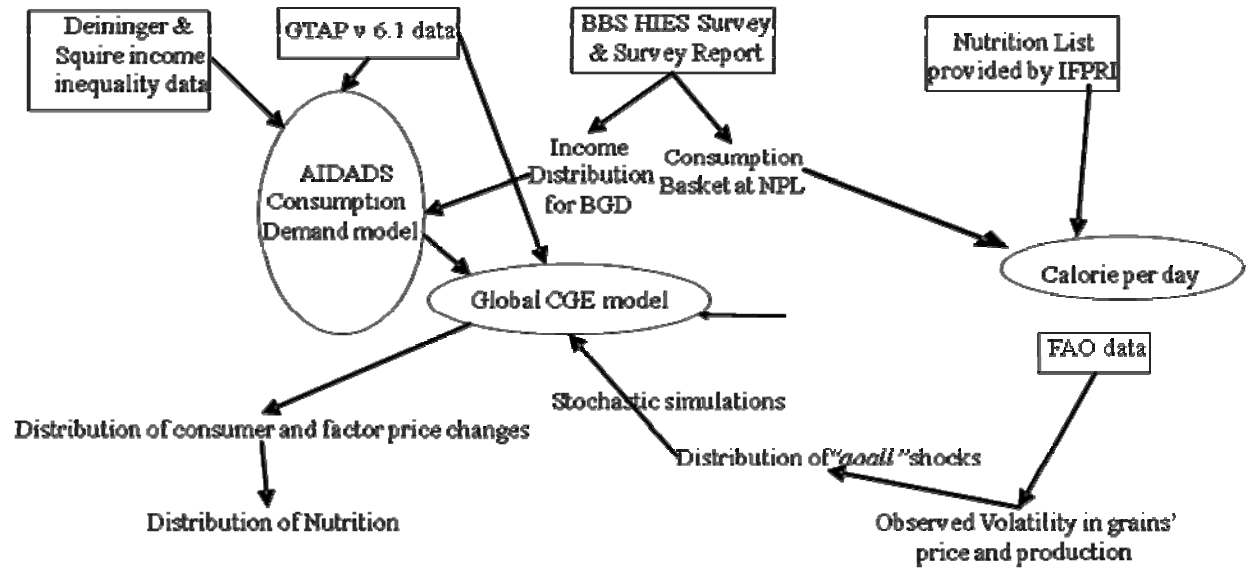 Deininger &
Squire income
inequality data
GTAP v 6.1 data
BBS HIES Survey
& Survey Report
Nutrition List
provided by IFPRI
AIDADS
Consumption
Demand model
Income
Distribution
for BGD
Consumption
Basket at NPL
Calorie per day
Global CGE model
FAO data
Stochastic simulations
Distribution of consumer and factor price changes
Distribution of "aoall" shocks
Distribution of Nutrition
Observed Volatility in grains'
price and production